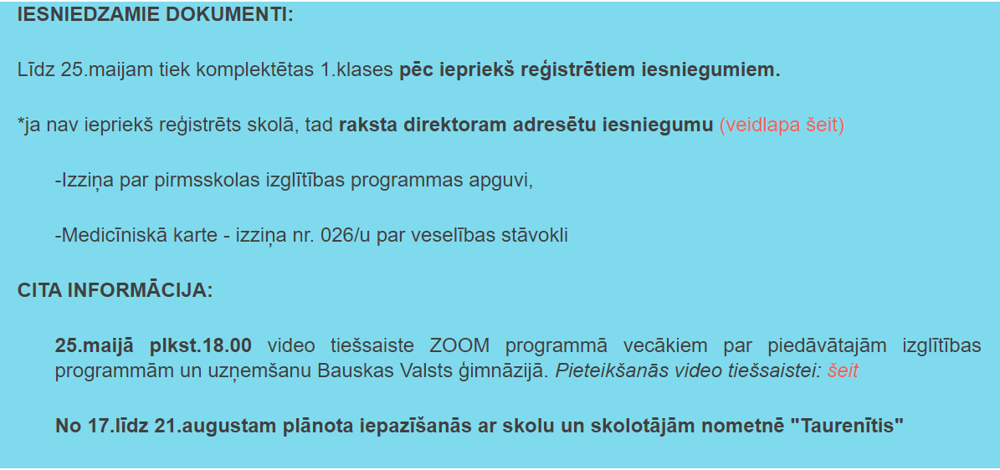 IESNIEDZAMIE DOKUMENTI:
Līdz 25.maijam tiek komplektētas 1.klases pēc iepriekš reģistrētiem iesniegumiem.
*ja nav iepriekš reģistrēts skolā, tad raksta direktoram adresētu iesniegumu (veidlapa šeit)
-Izziņa par pirmsskolas izglītības programmas apguvi,
-Medicīniskā karte - izziņa nr. 026/u par veselības stāvokli
CITA INFORMĀCIJA:
25.maijā plkst.18.00 video tiešsaiste ZOOM programmā vecākiem par piedāvātajām izglītības
programmām un uzņemšanu Bauskas Valsts ģimnāzijā. Pieteikšanās video tiešsaistei: šeit
No 17.līdz 21.augustam plānota iepazīšanās ar skolu un skolotājām nometnē "Taurenītis"